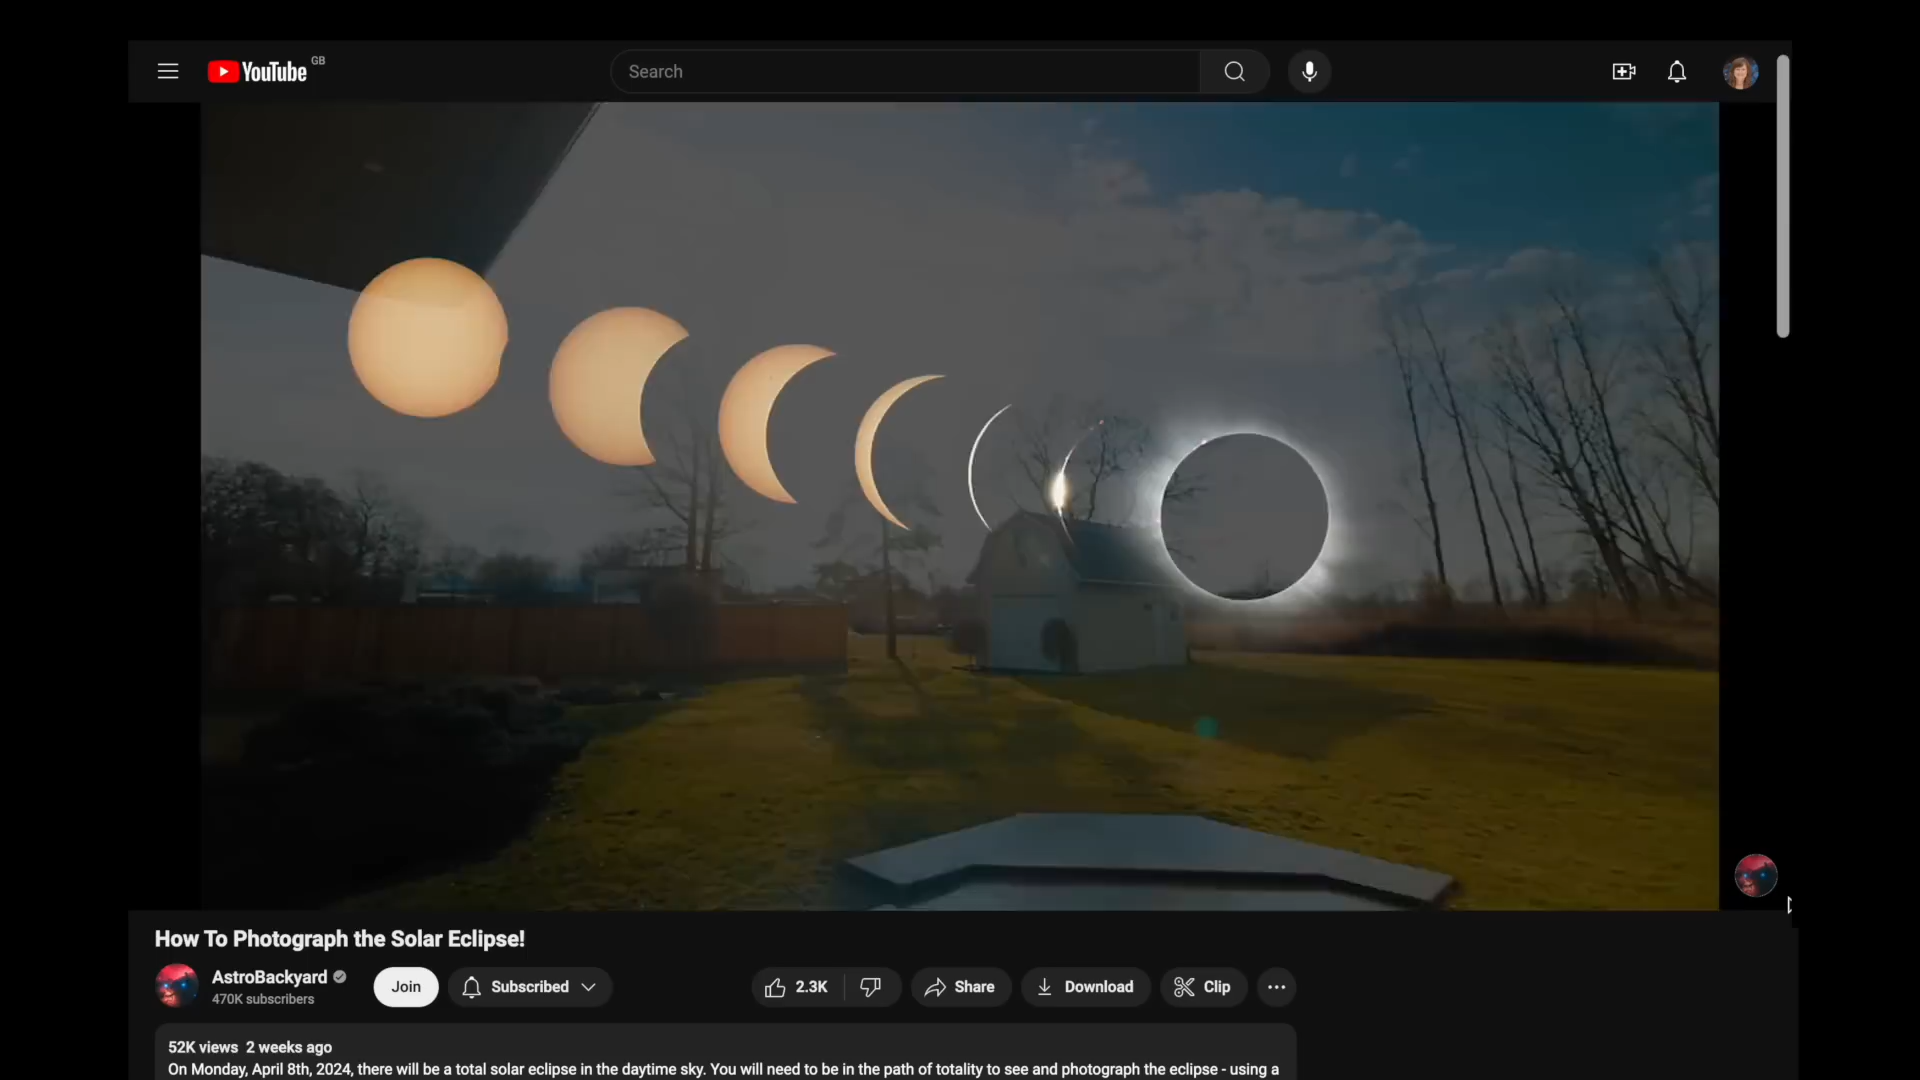 YouTube GB
Search
How To Photograph the Solar Eclipse!
AstroBackyard
470K subscribers
Join
Subscribed
2.3K
Share
Download
Clip
52K views 2 weeks ago
On Monday, April 8th, 2024, there will be a total solar eclipse in the daytime sky. You will need to be in the path of totality to see and photograph the eclipse - using a